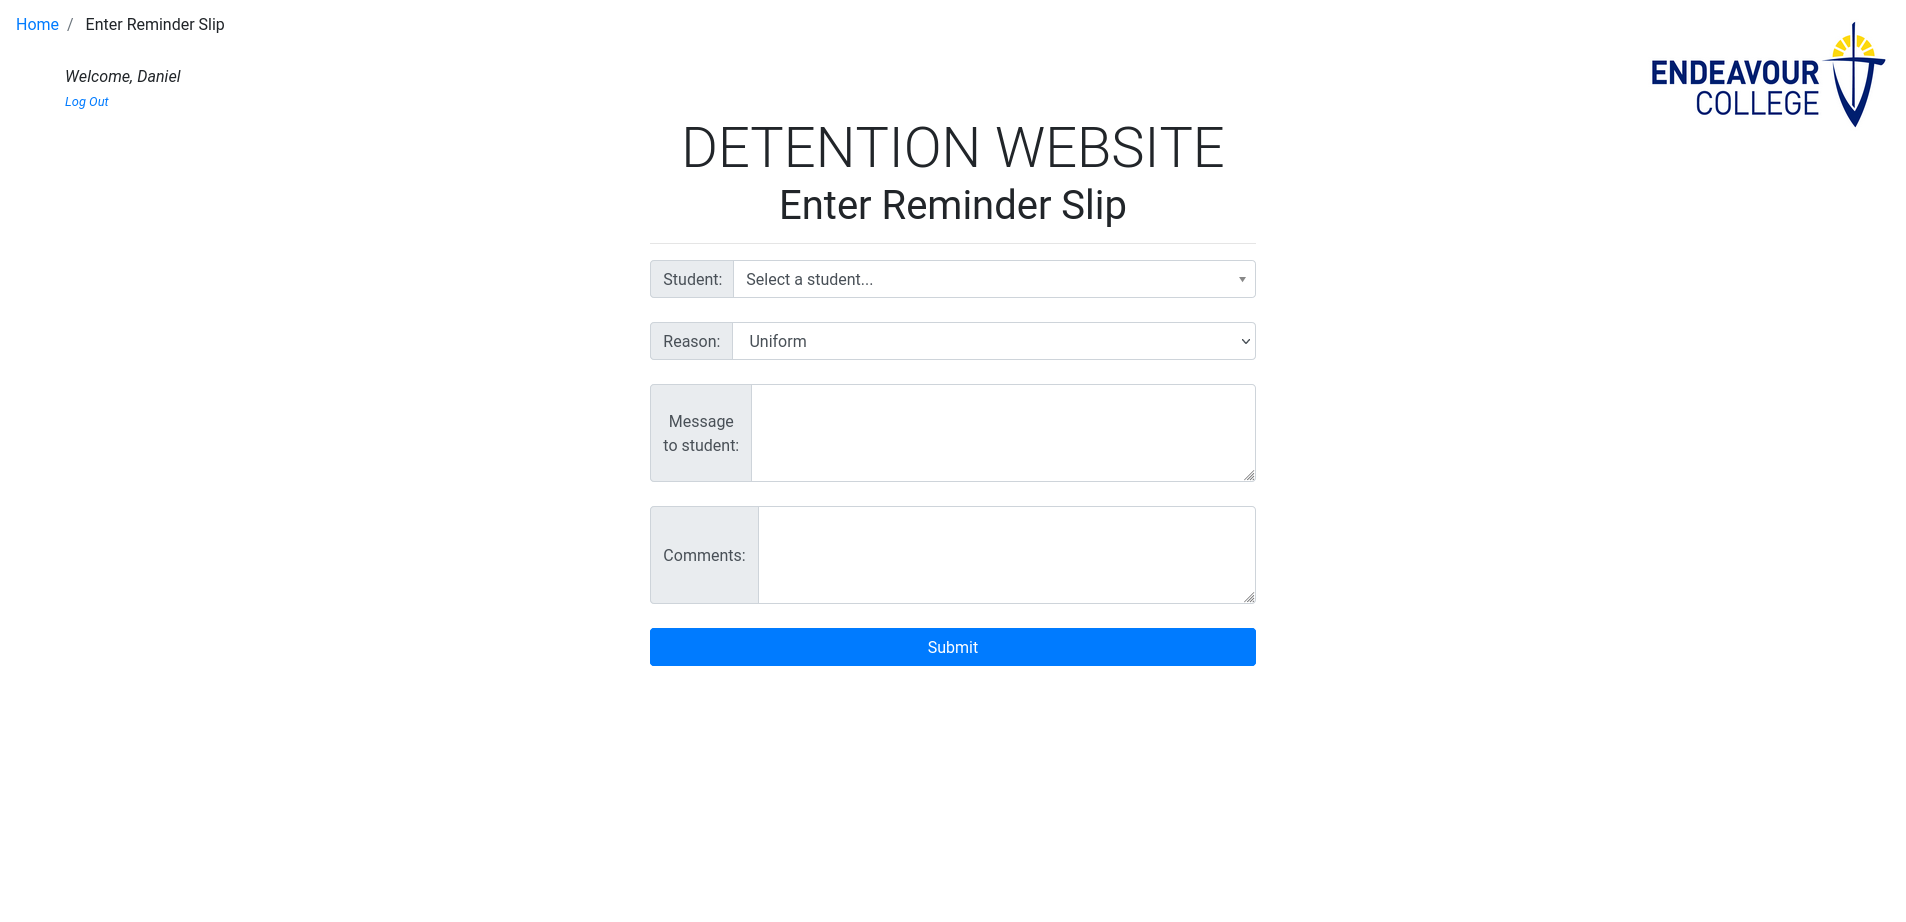 Home / Enter Reminder Slip
Welcome, Daniel
Log Out
ENDEAVOUR
COLLEGE
DETENTION WEBSITE
Enter Reminder Slip
Student: Select a student...
Reason: Uniform
Message
to student:
Comments:
Submit